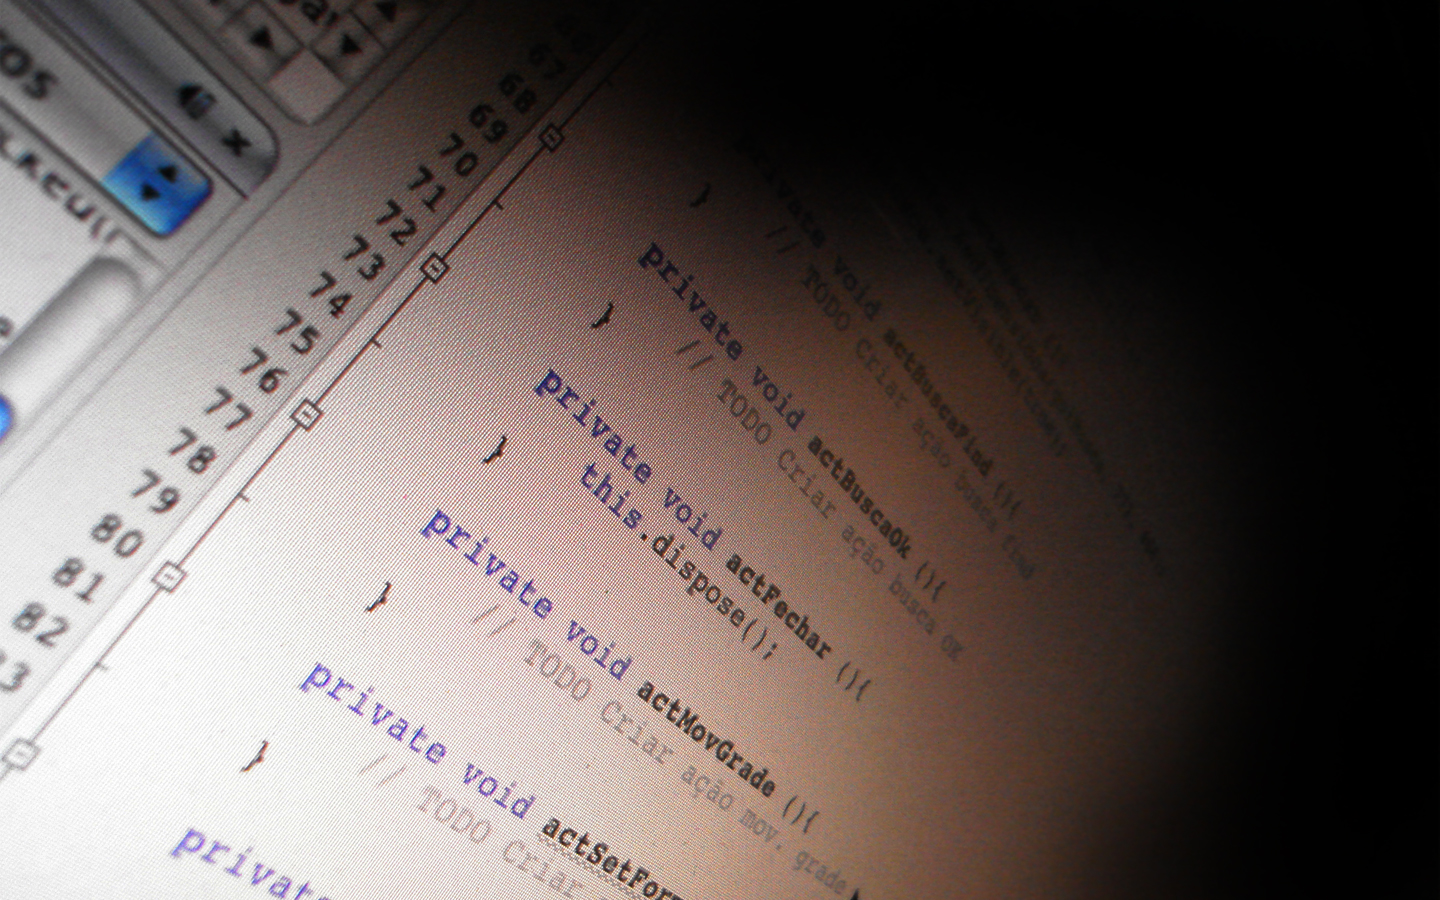 os
67
68
69
70
71
72
73
74
75
76
77
78
79
80
81
82
private void actBuscaFind (){
// TODO Criar ação busca find
}
private void actBuscaOk (){
// TODO Criar ação busca OK
}
private void actFechar (){
this.dispose();
}
private void actMovGrade (){
// TODO Criar ação mov. grade
}
private void actSetForm
// TODO Criar
}
private